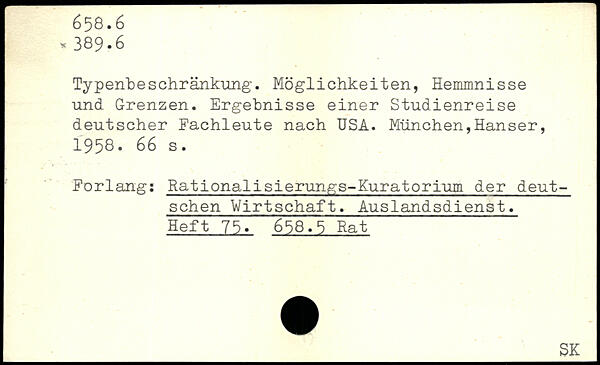 658.6
389.6
Typenbeschränkung. Möglichkeiten, Hemmnisse
und Grenzen. Ergebnisse einer Studienreise
deutscher Fachleute nach USA. München,Hanser,
1958. 66 s.
Forlang: Rationalisierungs-Kuratorium der deut-
schen Wirtschaft. Auslandsdienst.
Heft 75. 658.5 Rat
SK